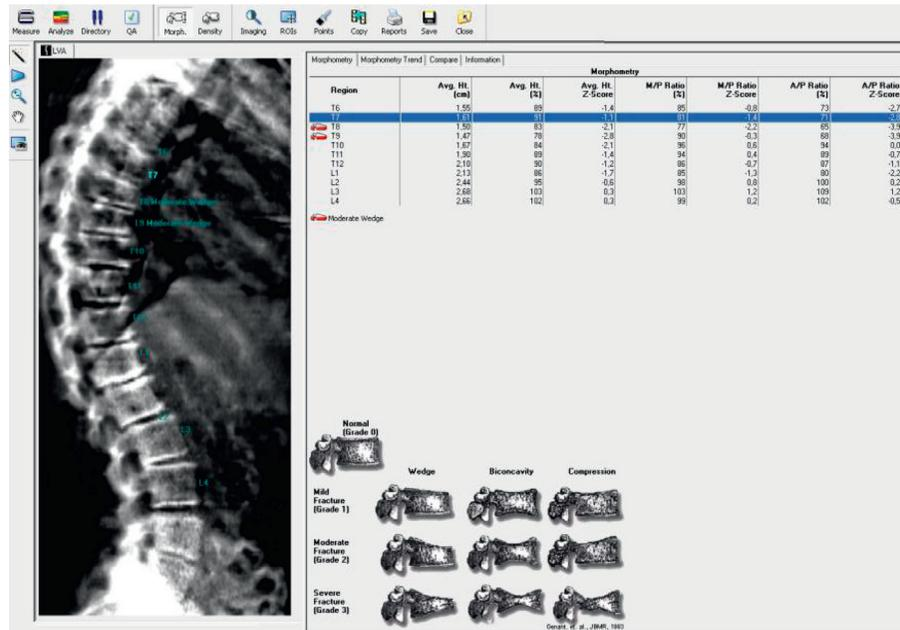 Measure Analyze Directory QA Morph. Density Imaging ROIs Points Copy Reports Save Close
LVA
Morphometry Morphometry Trend Compare Information
Morphometry
Region Avg. Ht. (cm) Avg. Ht. (%) Avg. Ht. Z-Score M/P Ratio (%) M/P Ratio Z-Score A/P Ratio (%) A/P Ratio Z-Score
T6 1,55 89 -1,4 85 -0,8 73 -2,7
T7 1,61 91 -1,1 81 -1,4 71
T8 1,50 83 -2,1 77 -2,2 65 -3,9
T9 1,47 78 -2,8 90 -0,3 68 -3,9
T10 1,67 84 -2,1 96 0,6 94 0,0
T11 1,90 89 -1,4 94 0,4 89 -0,7
T12 2,10 90 -1,2 86 -0,7 87 -1,1
L1 2,13 86 -1,7 85 -1,3 80 -2,2
L2 2,44 95 -0,6 98 0,8 100 0,2
L3 2,68 103 0,3 103 1,2 109 1,2
L4 2,66 102 0,3 99 0,2 102 -0,5
Moderate Wedge
T6
T7
T8 Moderate Wedge
Moderate Wedge
T10
L3
L4
Normal
(Grade 0)
Wedge Biconcavity Compression
Mild
Fracture
(Grade 1)
Moderate
Fracture
(Grade 2)
Severe
Fracture
(Grade 3)
Genant, et. al., JBMR, 1993